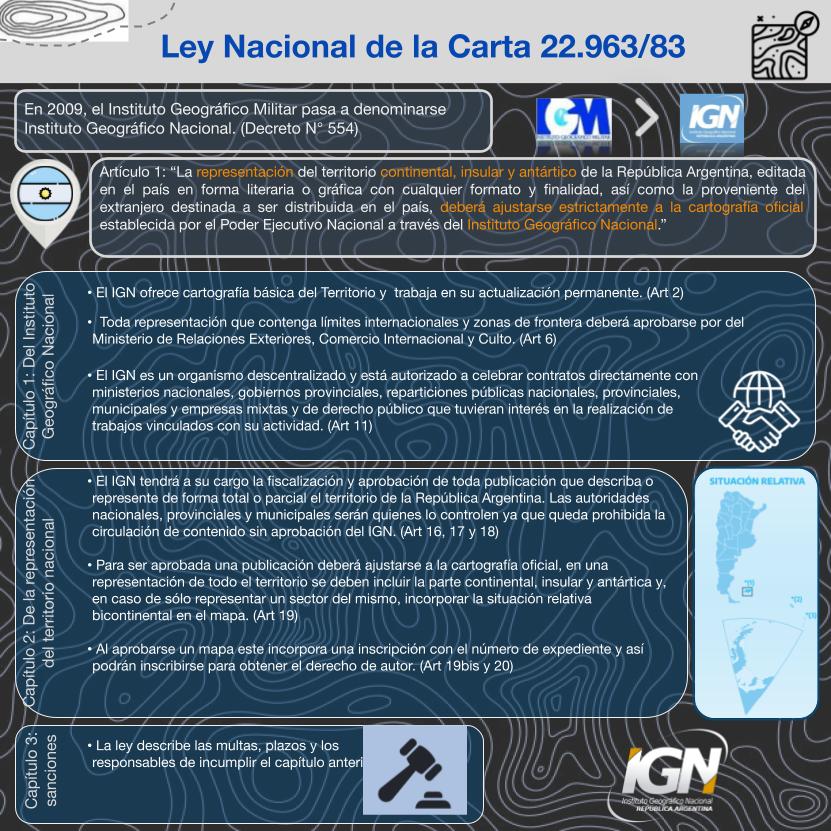 Ley Nacional de la Carta 22.963/83
En 2009, el Instituto Geográfico Militar pasa a denominarse
Instituto Geográfico Nacional. (Decreto N° 554)
IGM
INSTITUTO GEOGRAFICO MILITAR
IGN
Instituto Geográfico Nacional
REPÚBLICA ARGENTINA
Artículo 1: “La representación del territorio continental, insular y antártico de la República Argentina, editada
en el país en forma literaria o gráfica con cualquier formato y finalidad, así como la proveniente del
extranjero destinada a ser distribuida en el país, deberá ajustarse estrictamente a la cartografía oficial
establecida por el Poder Ejecutivo Nacional a través del Instituto Geográfico Nacional.”
Capítulo 1: Del Instituto
Geográfico Nacional
• El IGN ofrece cartografía básica del Territorio y trabaja en su actualización permanente. (Art 2)
• Toda representación que contenga límites internacionales y zonas de frontera deberá aprobarse por del
Ministerio de Relaciones Exteriores, Comercio Internacional y Culto. (Art 6)
• El IGN es un organismo descentralizado y está autorizado a celebrar contratos directamente con
ministerios nacionales, gobiernos provinciales, reparticiones públicas nacionales, provinciales,
municipales y empresas mixtas y de derecho público que tuvieran interés en la realización de
trabajos vinculados con su actividad. (Art 11)
Capítulo 2: De la representación
del territorio nacional
• El IGN tendrá a su cargo la fiscalización y aprobación de toda publicación que describa o
represente de forma total o parcial el territorio de la República Argentina. Las autoridades
nacionales, provinciales y municipales serán quienes lo controlen ya que queda prohibida la
circulación de contenido sin aprobación del IGN. (Art 16, 17 y 18)
• Para ser aprobada una publicación deberá ajustarse a la cartografía oficial, en una
representación de todo el territorio se deben incluir la parte continental, insular y antártica y,
en caso de sólo representar un sector del mismo, incorporar la situación relativa
bicontinental en el mapa. (Art 19)
• Al aprobarse un mapa este incorpora una inscripción con el número de expediente y así
podrán inscribirse para obtener el derecho de autor. (Art 19bis y 20)
SITUACIÓN RELATIVA
*(1)
*(2)
*(3)
Capítulo 3:
sanciones
• La ley describe las multas, plazos y los
responsables de incumplir el capítulo anteri
IGN
Instituto Geográfico Nacional
REPÚBLICA ARGENTINA